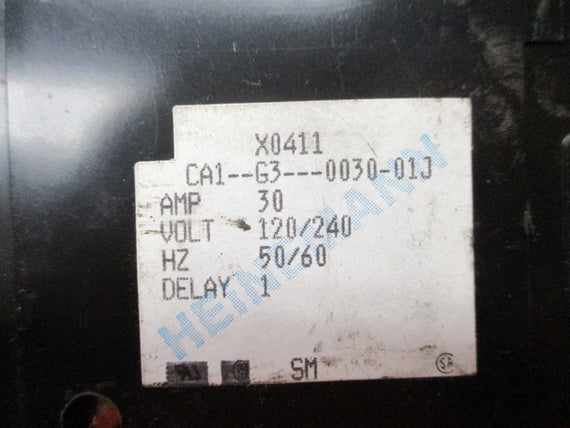 X0411
CA1--G3---0030-01J
AMP 30
VOLT 120/240
HZ 50/60
DELAY 1
HEINEMANN
SM